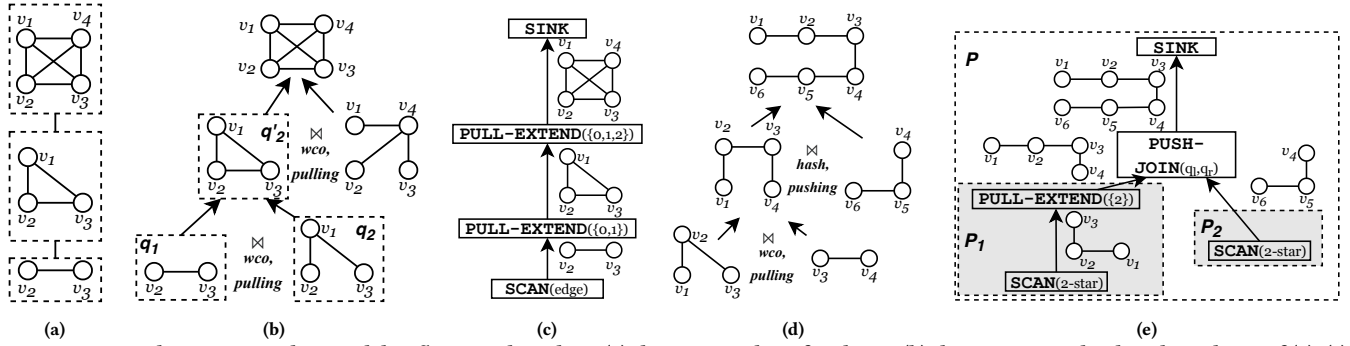 v1 v4
v2 v3
v1
v2 v3
v2 v3
(a)
v1 v4
v2 v3
v1 q'2
v2 v3
⋈
wco,
pulling
v1 v4
v2 v3
q1
v2 v3
⋈
wco,
pulling
v1 q2
v2 v3
(b)
SINK
v1 v4
v2 v3
PULL-EXTEND({0,1,2})
v1
v2 v3
PULL-EXTEND({0,1})
v2 v3
SCAN(edge)
(c)
v1 v2 v3
v6 v5 v4
v2 v3
v1 v4
⋈
hash,
pushing
v4
v6 v5
v2
v1 v3
⋈
wco,
pulling
v3 v4
(d)
P
SINK
v1 v2 v3
v6 v5 v4
v1 v2 v3
v4
PUSH-
JOIN(ql,qr)
v4
v6 v5
PULL-EXTEND({2})
P1
v3
v2 v1
SCAN(2-star)
P2
SCAN(2-star)
(e)